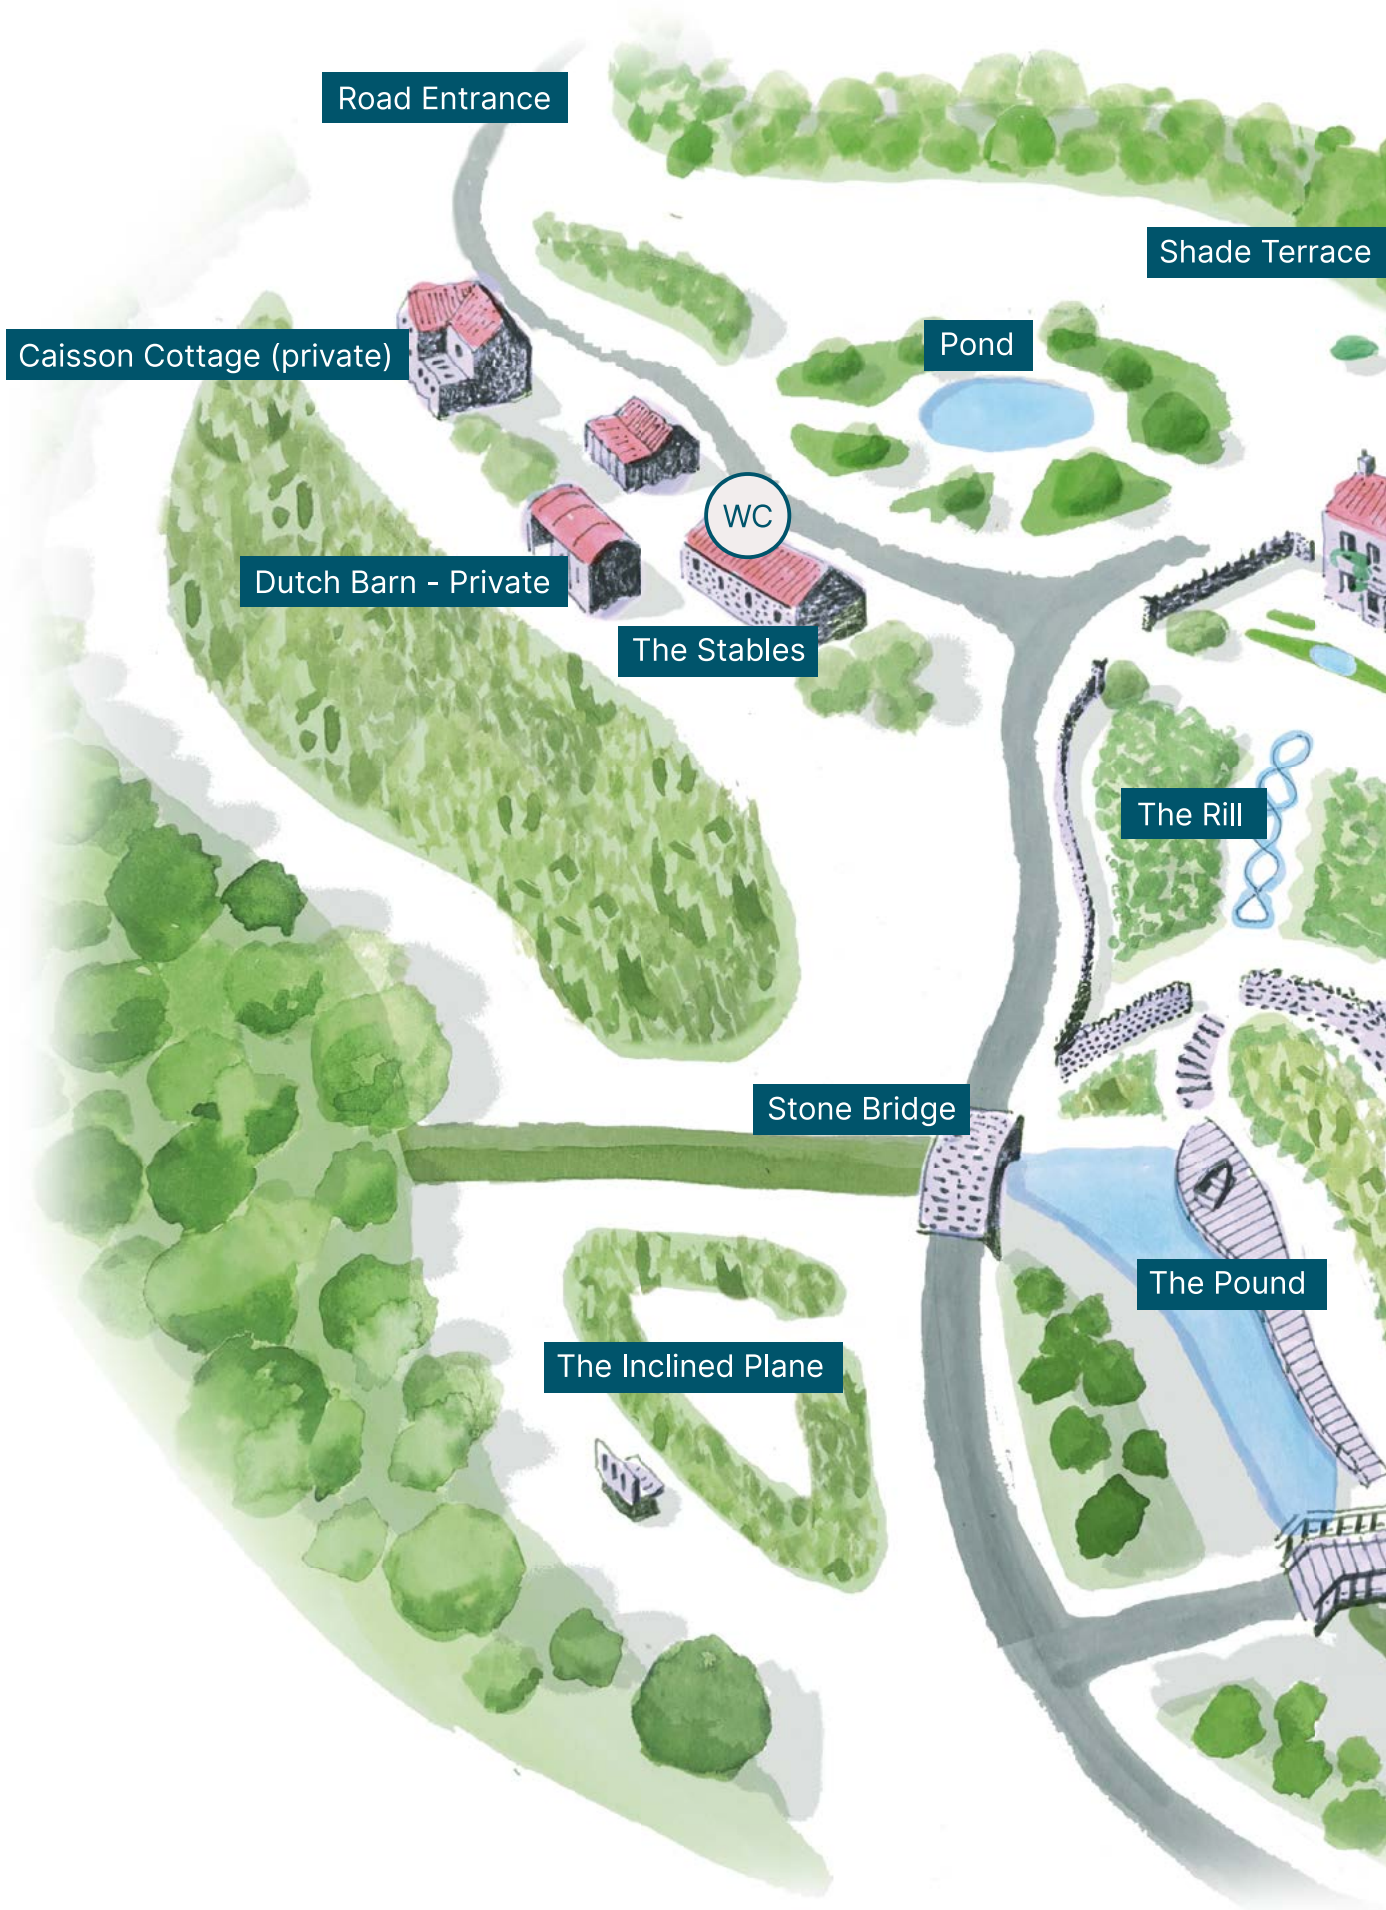 Road Entrance
Shade Terrace
Pond
Caisson Cottage (private)
WC
Dutch Barn - Private
The Stables
The Rill
Stone Bridge
The Pound
The Inclined Plane